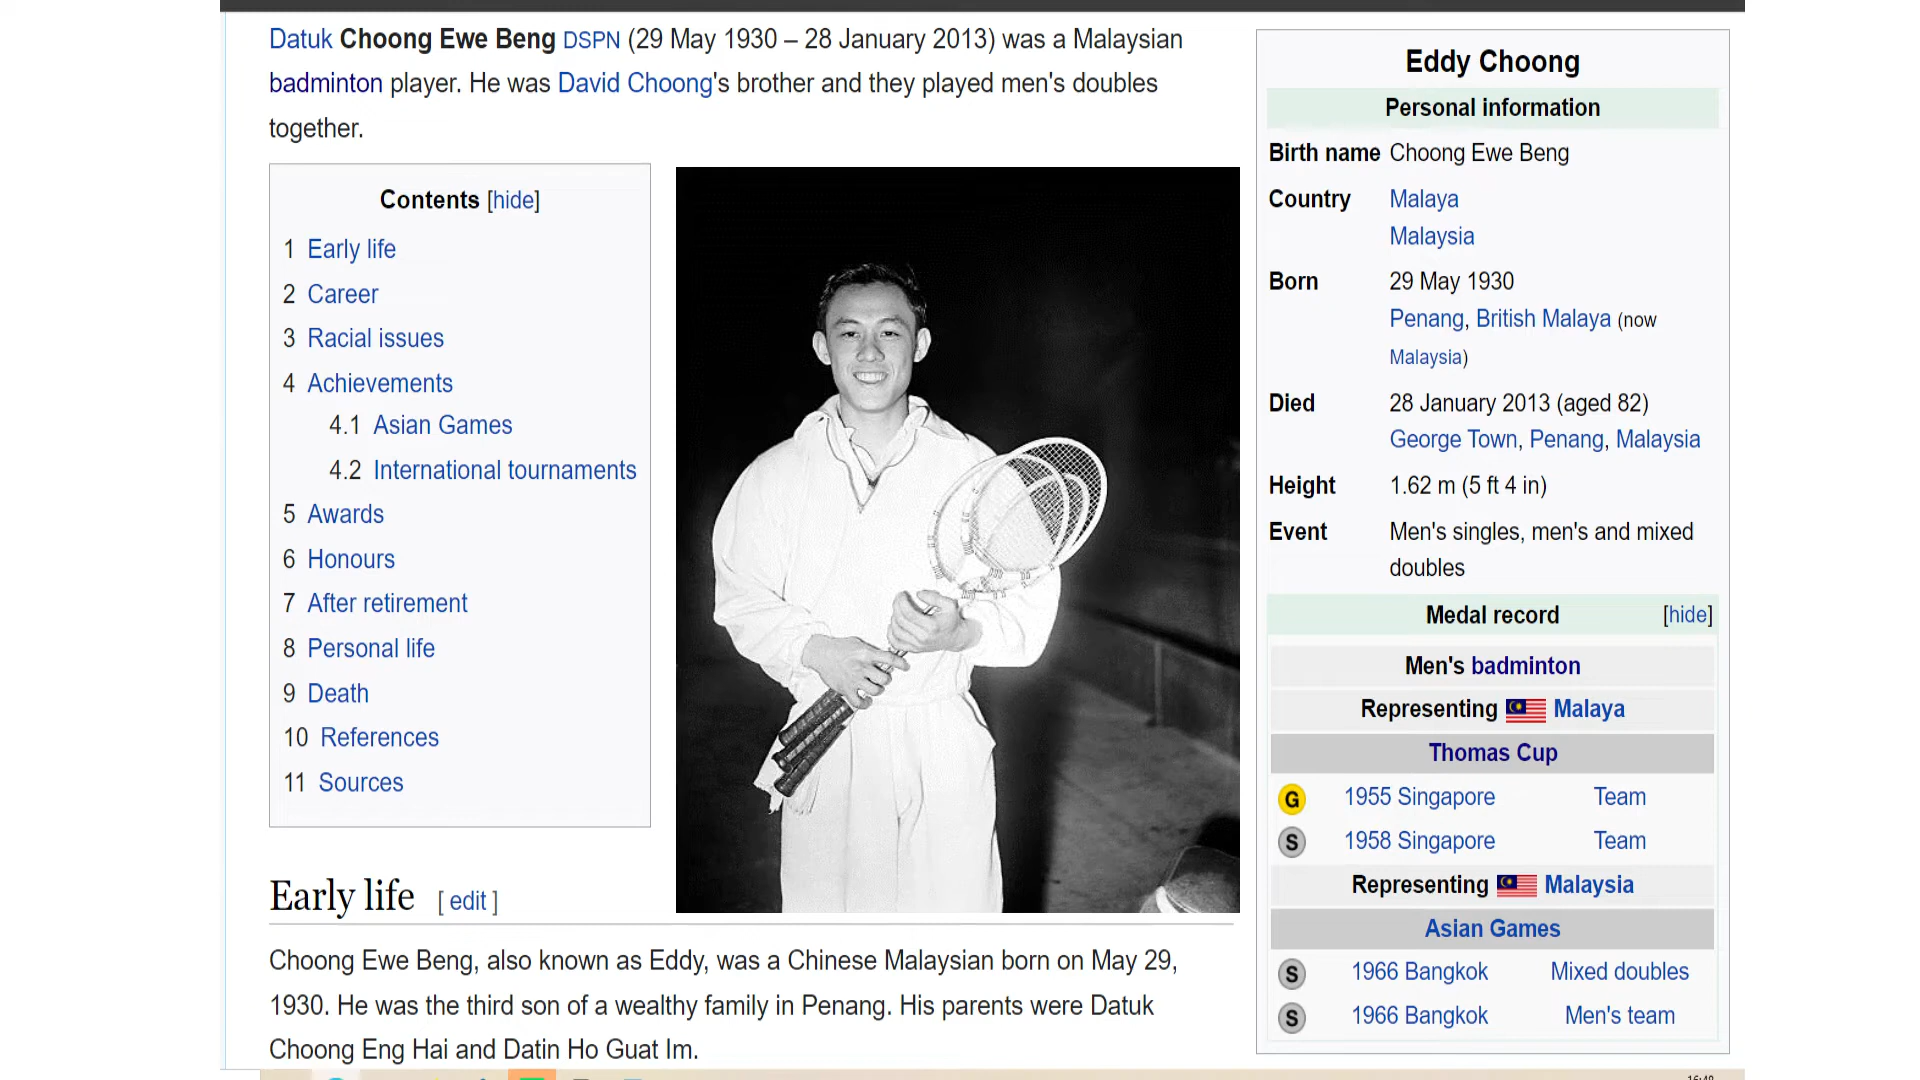 Datuk Choong Ewe Beng DSPN (29 May 1930 – 28 January 2013) was a Malaysian
badminton player. He was David Choong's brother and they played men's doubles
together.
Contents [hide]
1 Early life
2 Career
3 Racial issues
4 Achievements
4.1 Asian Games
4.2 International tournaments
5 Awards
6 Honours
7 After retirement
8 Personal life
9 Death
10 References
11 Sources
Early life [ edit ]
Choong Ewe Beng, also known as Eddy, was a Chinese Malaysian born on May 29,
1930. He was the third son of a wealthy family in Penang. His parents were Datuk
Choong Eng Hai and Datin Ho Guat Im.
Eddy Choong
Personal information
Birth name Choong Ewe Beng
Country Malaya
Malaysia
Born 29 May 1930
Penang, British Malaya (now
Malaysia)
Died 28 January 2013 (aged 82)
George Town, Penang, Malaysia
Height 1.62 m (5 ft 4 in)
Event Men's singles, men's and mixed
doubles
Medal record [hide]
Men's badminton
Representing Malaya
Thomas Cup
G 1955 Singapore Team
S 1958 Singapore Team
Representing Malaysia
Asian Games
S 1966 Bangkok Mixed doubles
S 1966 Bangkok Men's team